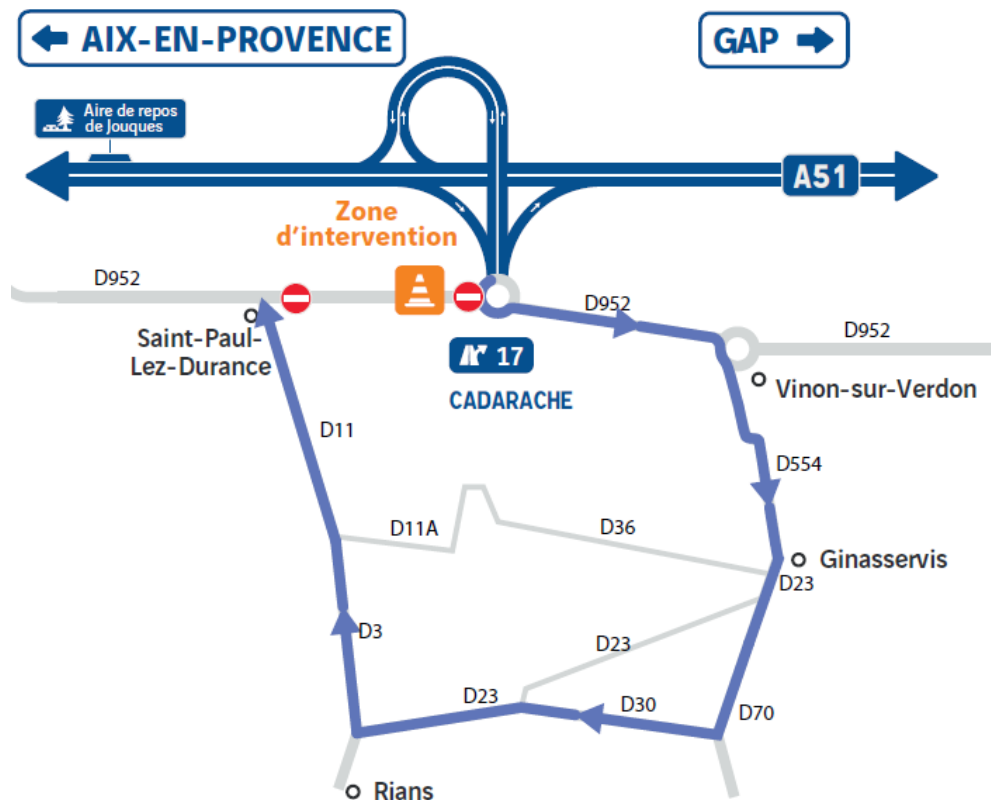 AIX-EN-PROVENCE
GAP
Aire de repos
de Jouques
A51
Zone
d'intervention
D952
D952
D952
Saint-Paul-
Lez-Durance
17
CADARACHE
Vinon-sur-Verdon
D11
D554
D11A
D36
Ginasservis
D23
D3
D23
D23
D30
D70
Rians